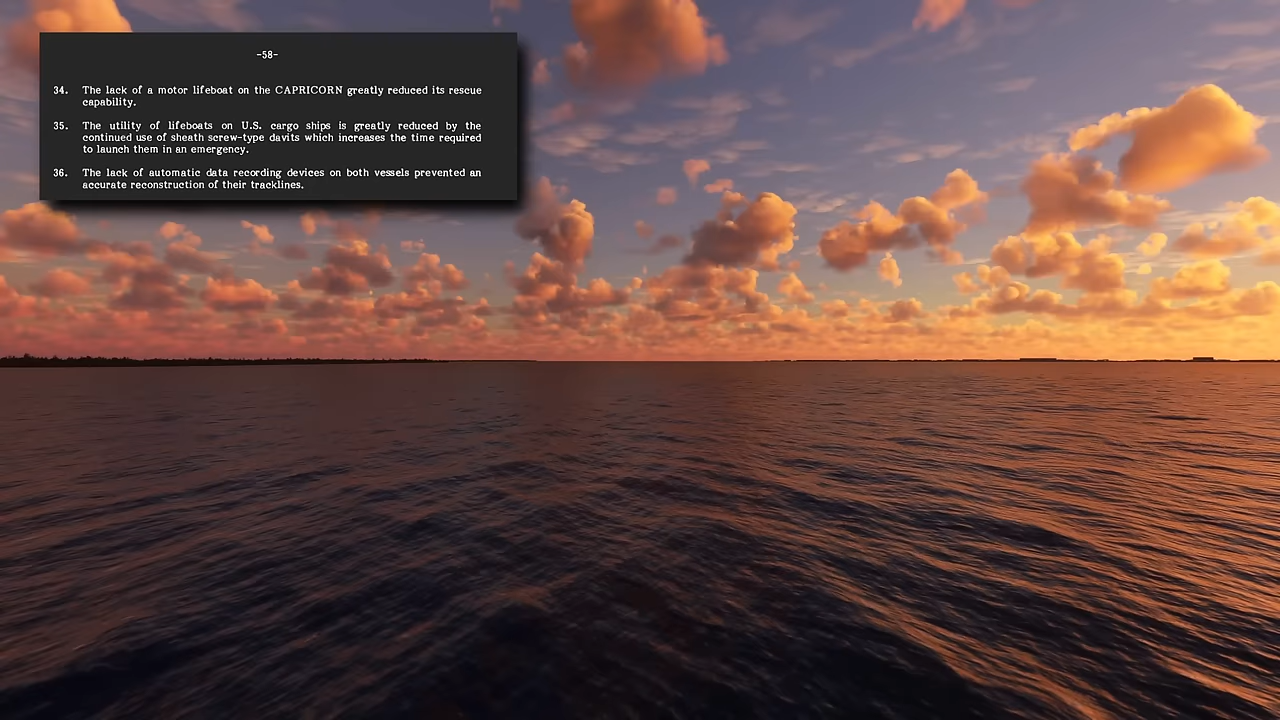 -58-
34. The lack of a motor lifeboat on the CAPRICORN greatly reduced its rescue
capability.
35. The utility of lifeboats on U.S. cargo ships is greatly reduced by the
continued use of sheath screw-type davits which increases the time required
to launch them in an emergency.
36. The lack of automatic data recording devices on both vessels prevented an
accurate reconstruction of their tracklines.